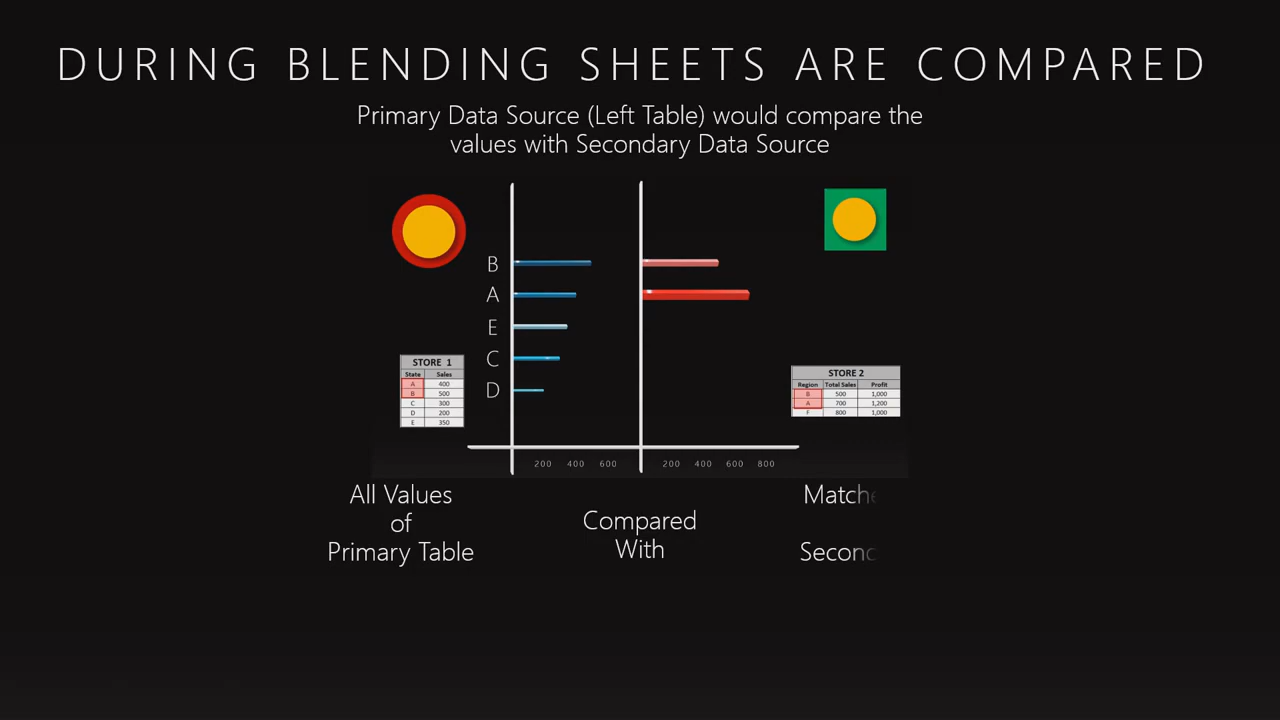 DURING BLENDING SHEETS ARE COMPARED
Primary Data Source (Left Table) would compare the
values with Secondary Data Source
B
A
E
C
D
STORE 1
State Sales
A 400
B 500
C 300
D 200
E 350
STORE 2
Region Total Sales Profit
B 500 1,000
A 700 1,200
F 800 1,000
200 400 600
200 400 600 800
All Values
of
Primary Table
Compared
With